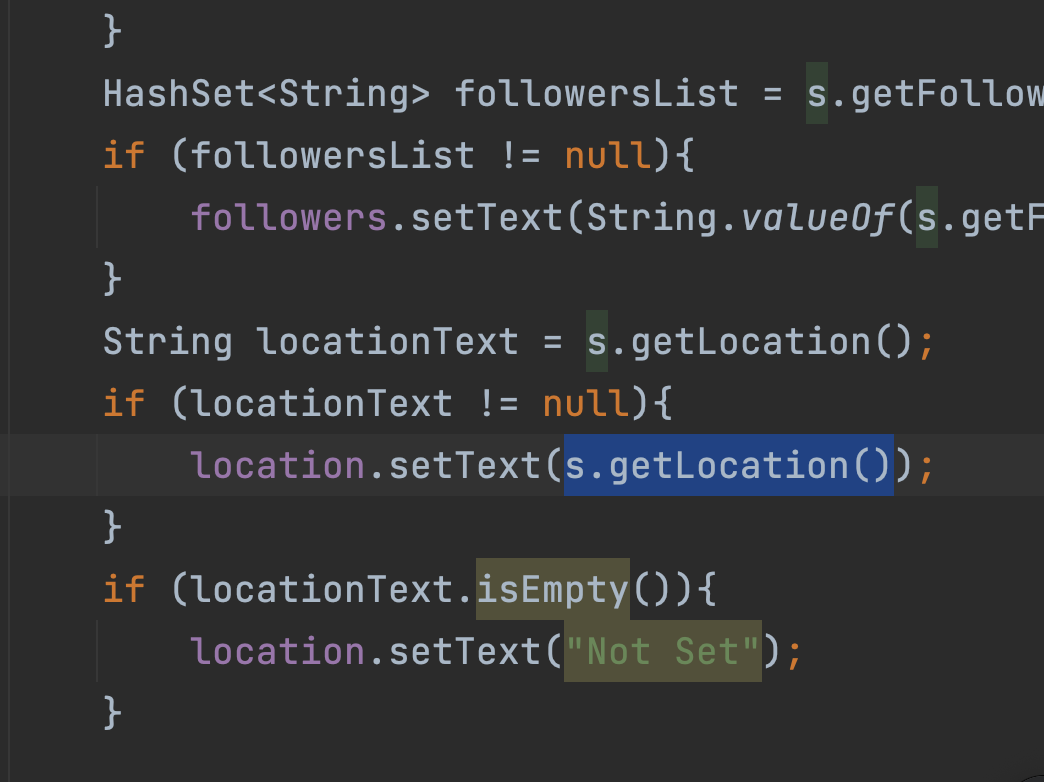 }
HashSet<String> followersList = s.getFollow
if (followersList != null){
followers.setText(String.valueOf(s.getF
}
String locationText = s.getLocation();
if (locationText != null){
location.setText(s.getLocation());
}
if (locationText.isEmpty()){
location.setText("Not Set");
}